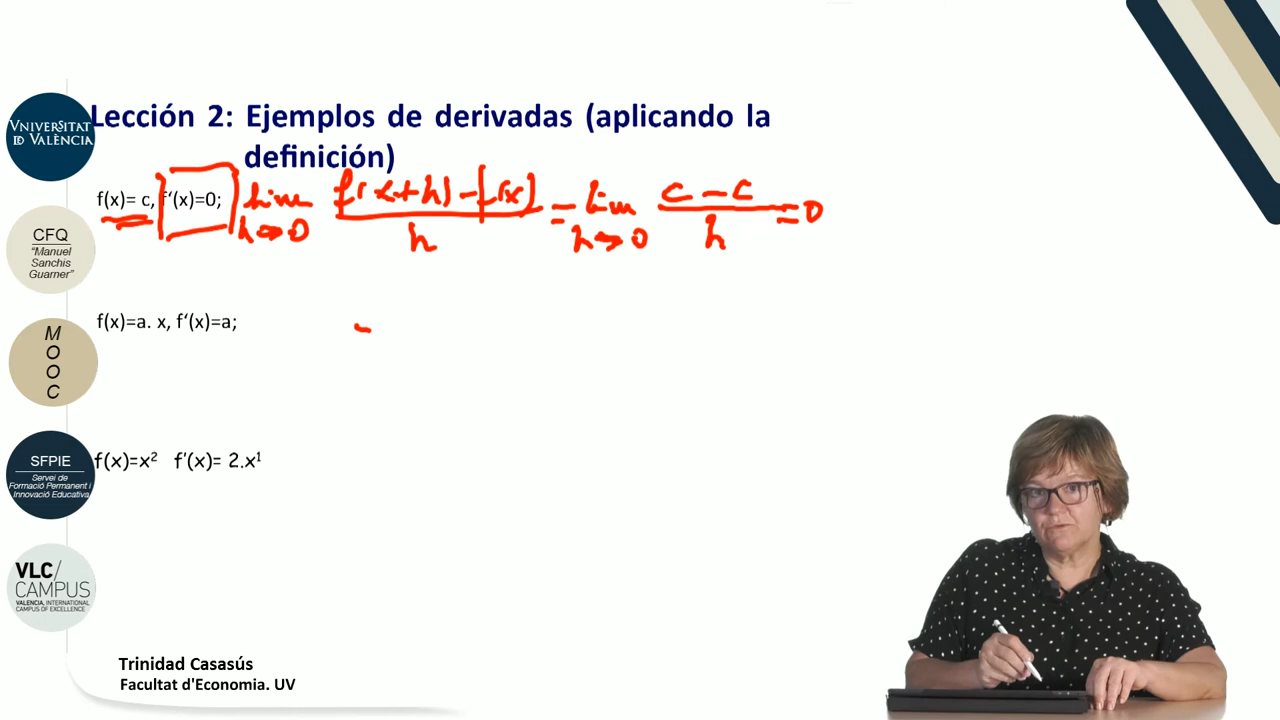 Lección 2: Ejemplos de derivadas (aplicando la
definición)
f(x)= c, f'(x)=0; lim h→0 f(x+h)-f(x) / h = lim h→0 c-c / h = 0
f(x)=a. x, f'(x)=a;
f(x)=x² f'(x)= 2.x¹
VNIVERSITAT
ID VALÈNCIA
CFQ
"Manuel
Sanchis
Guarner"
M
O
O
C
SFPIE
Servei de
Formació Permanent i
Innovació Educativa
VLC/
CAMPUS
VALENCIA, INTERNATIONAL
CAMPUS OF EXCELLENCE
Trinidad Casasús
Facultat d'Economia. UV